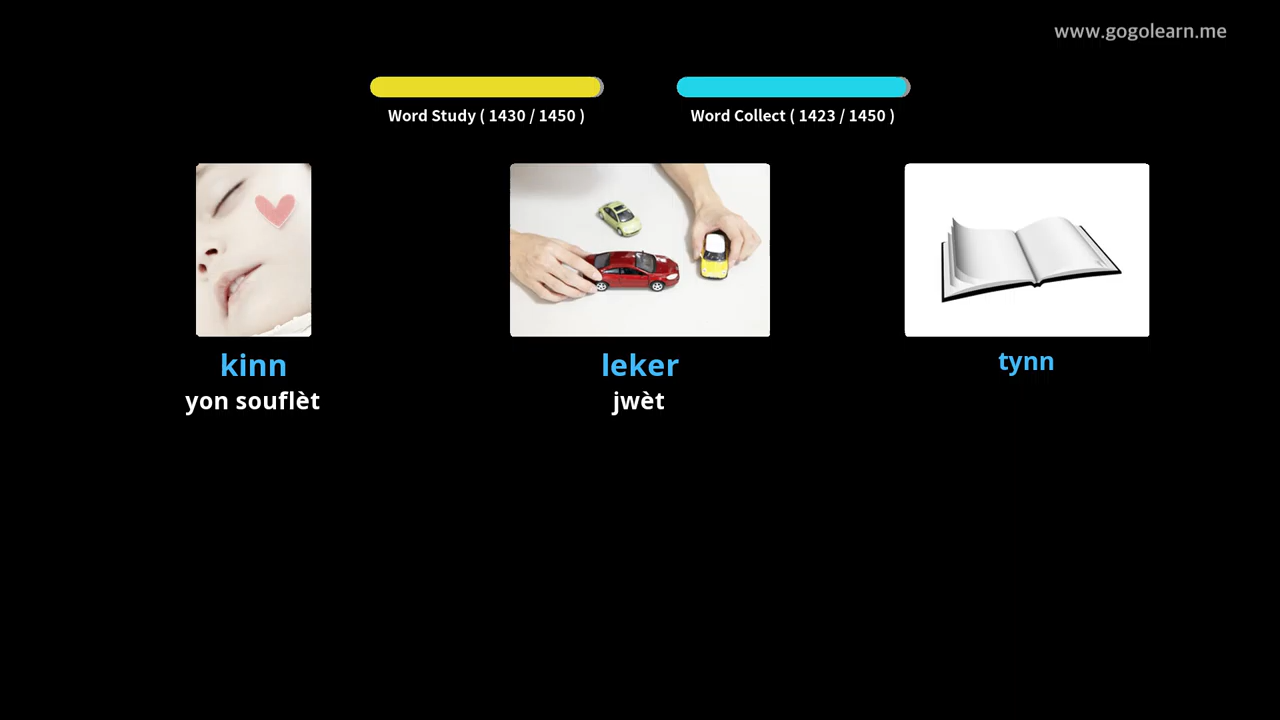 www.gogolearn.me
Word Study ( 1430 / 1450 )
Word Collect ( 1423 / 1450 )
kinn
yon souflèt
leker
jwèt
tynn